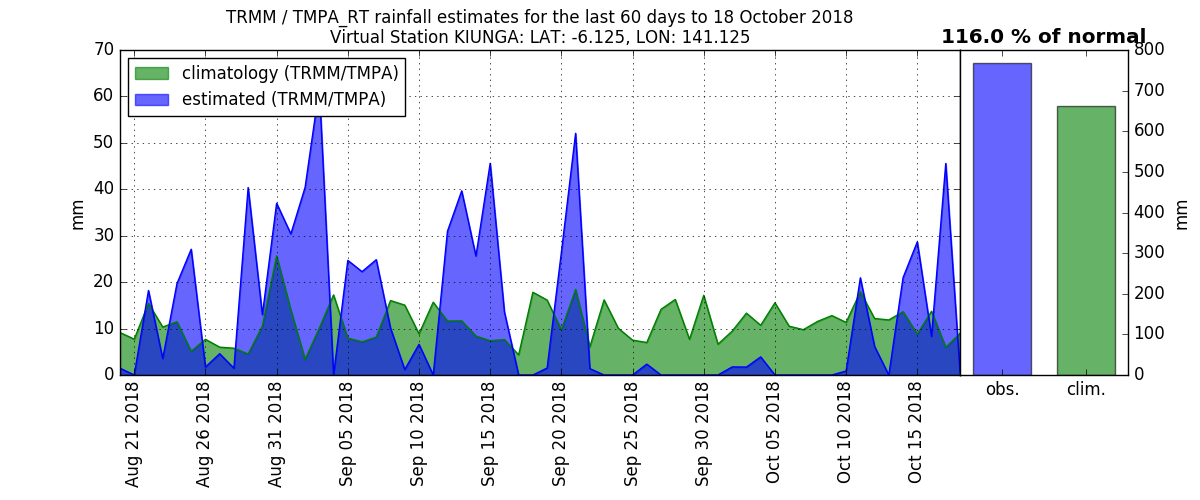 TRMM / TMPA_RT rainfall estimates for the last 60 days to 18 October 2018
Virtual Station KIUNGA: LAT: -6.125, LON: 141.125
116.0 % of normal
climatology (TRMM/TMPA)
estimated (TRMM/TMPA)
mm
70
60
50
40
30
20
10
0
Aug 21 2018
Aug 26 2018
Aug 31 2018
Sep 05 2018
Sep 10 2018
Sep 15 2018
Sep 20 2018
Sep 25 2018
Sep 30 2018
Oct 05 2018
Oct 10 2018
Oct 15 2018
800
700
600
500
400
300
200
100
0
mm
obs.
clim.